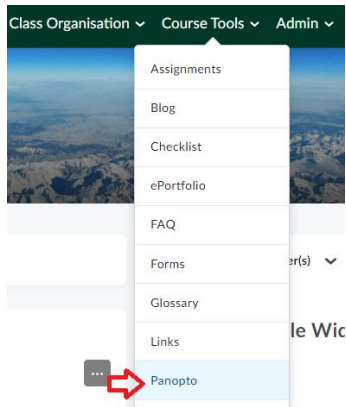 Class Organisation Course Tools Admin
Assignments
Blog
Checklist
ePortfolio
FAQ
Forms
er(s)
Glossary
Links
le Wid
Panopto